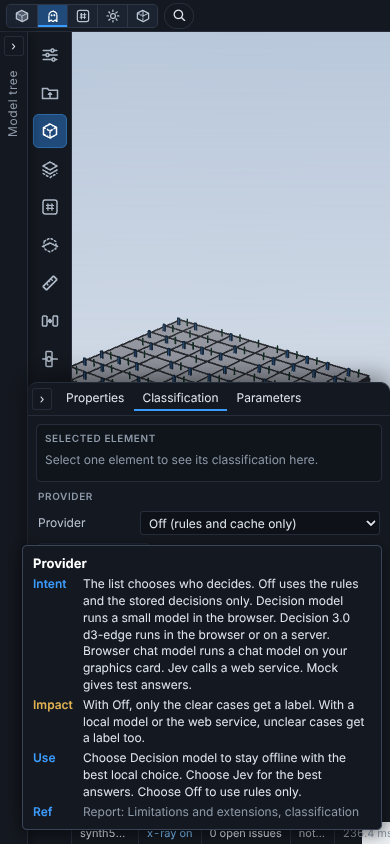 Model tree
Properties Classification Parameters
SELECTED ELEMENT
Select one element to see its classification here.
PROVIDER
Provider Off (rules and cache only)
Provider
Intent The list chooses who decides. Off uses the rules
and the stored decisions only. Decision model
runs a small model in the browser. Decision 3.0
d3-edge runs in the browser or on a server.
Browser chat model runs a chat model on your
graphics card. Jev calls a web service. Mock
gives test answers.
Impact With Off, only the clear cases get a label. With a
local model or the web service, unclear cases get
a label too.
Use Choose Decision model to stay offline with the
best local choice. Choose Jev for the best
answers. Choose Off to use rules only.
Ref Report: Limitations and extensions, classification
synth5... x-ray on 0 open issues not... 236.4 ms